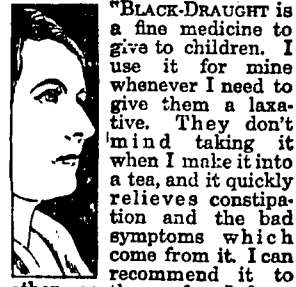 "BLACK-DRAUGHT is
a fine medicine to
give to children. I
use it for mine
whenever I need to
give them a laxa-
tive. They don't
mind taking it
when I make it into
a tea, and it quickly
relieves constipa-
tion and the bad
symptoms which
come from it. I can
recommend it to